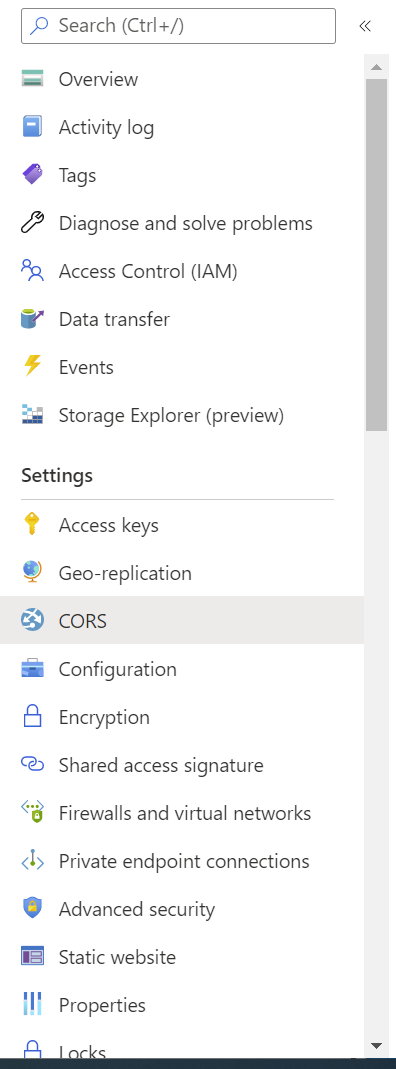 Search (Ctrl+/)
Overview
Activity log
Tags
Diagnose and solve problems
Access Control (IAM)
Data transfer
Events
Storage Explorer (preview)
Settings
Access keys
Geo-replication
CORS
Configuration
Encryption
Shared access signature
Firewalls and virtual networks
Private endpoint connections
Advanced security
Static website
Properties
Locks